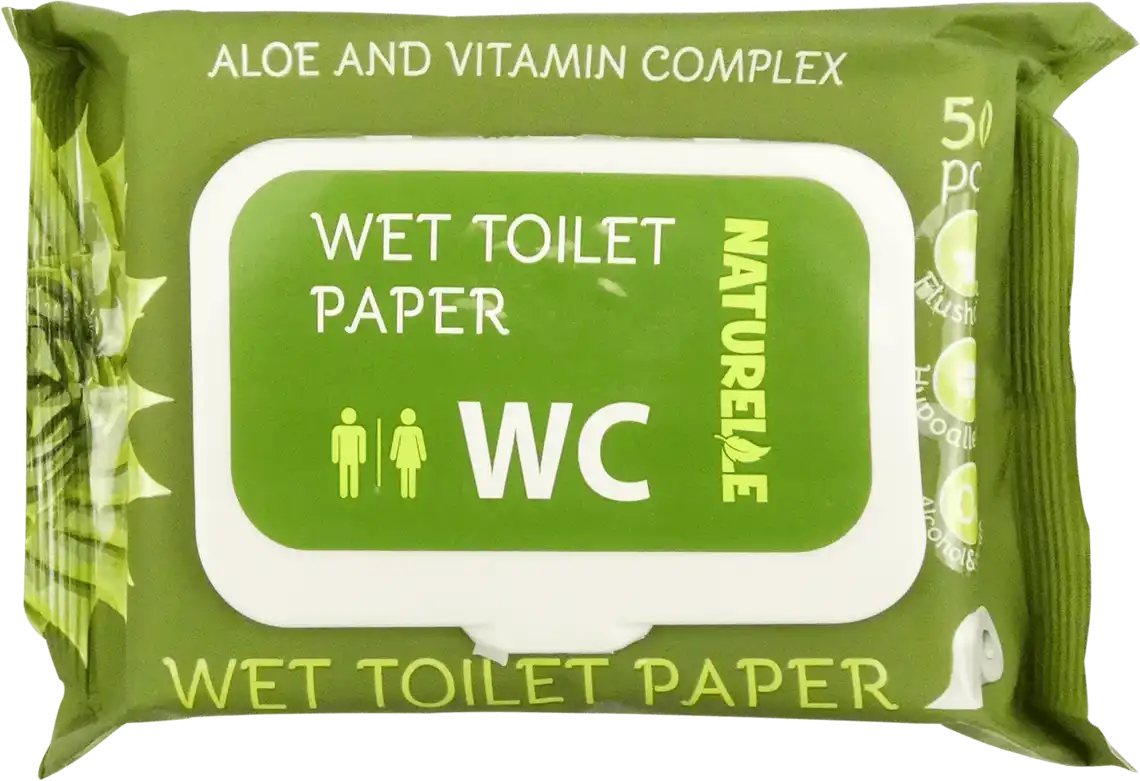 ALOE AND VITAMIN COMPLEX
50
WET TOILET
PAPER
NATURELLE
WC
WET TOILET PAPER